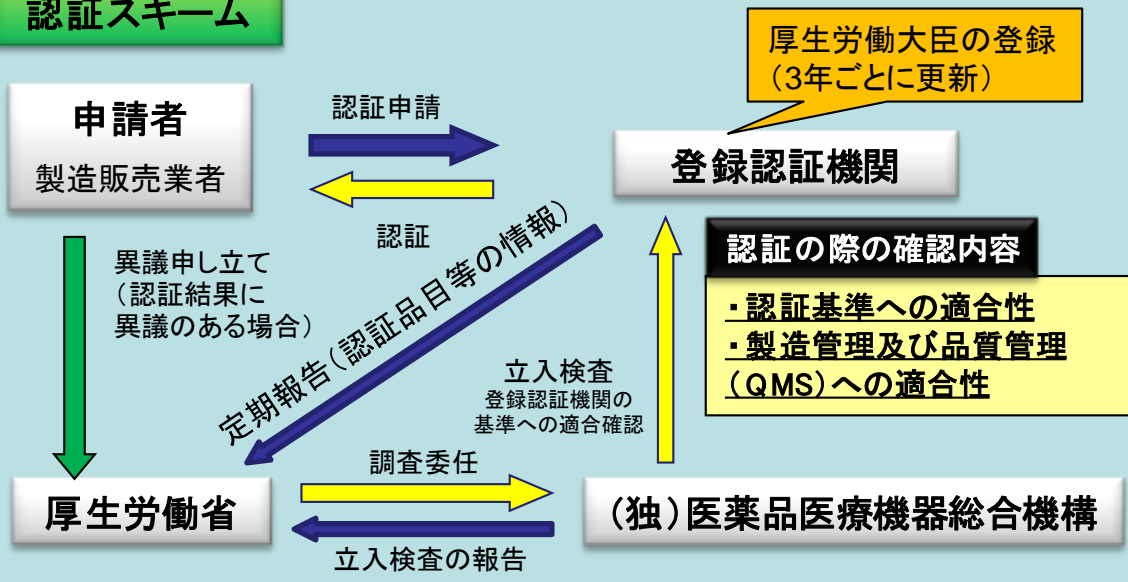 認証スキーム
厚生労働大臣の登録
(3年ごとに更新)
申請者
製造販売業者
認証申請
認証
登録認証機関
認証の際の確認内容
・認証基準への適合性
・製造管理及び品質管理
(QMS)への適合性
異議申し立て
(認証結果に
異議のある場合)
定期報告(認証品目等の情報)
立入検査
登録認証機関の
基準への適合確認
調査委任
厚生労働省
(独)医薬品医療機器総合機構
立入検査の報告